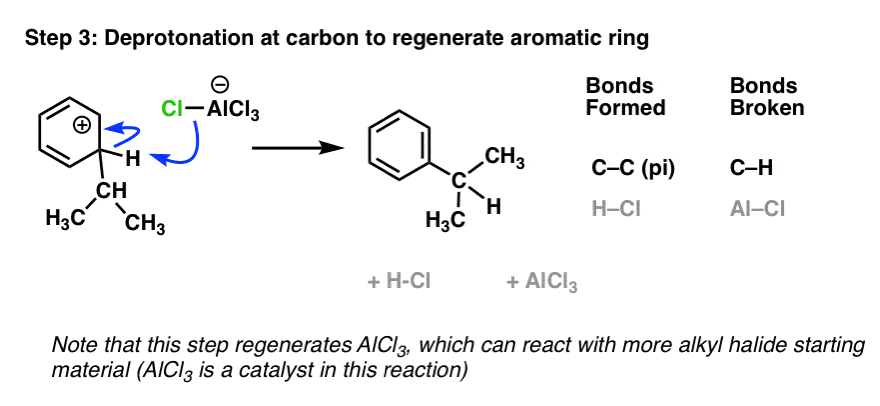 Step 3: Deprotonation at carbon to regenerate aromatic ring
⊖
Cl–AlCl₃
⊕
H
CH
H₃C
CH₃
CH₃
C
H
H₃C
Bonds Formed
Bonds Broken
C–C (pi)
C–H
H–Cl
Al–Cl
+ H-Cl
+ AlCl₃
Note that this step regenerates AlCl₃, which can react with more alkyl halide starting
material (AlCl₃ is a catalyst in this reaction)